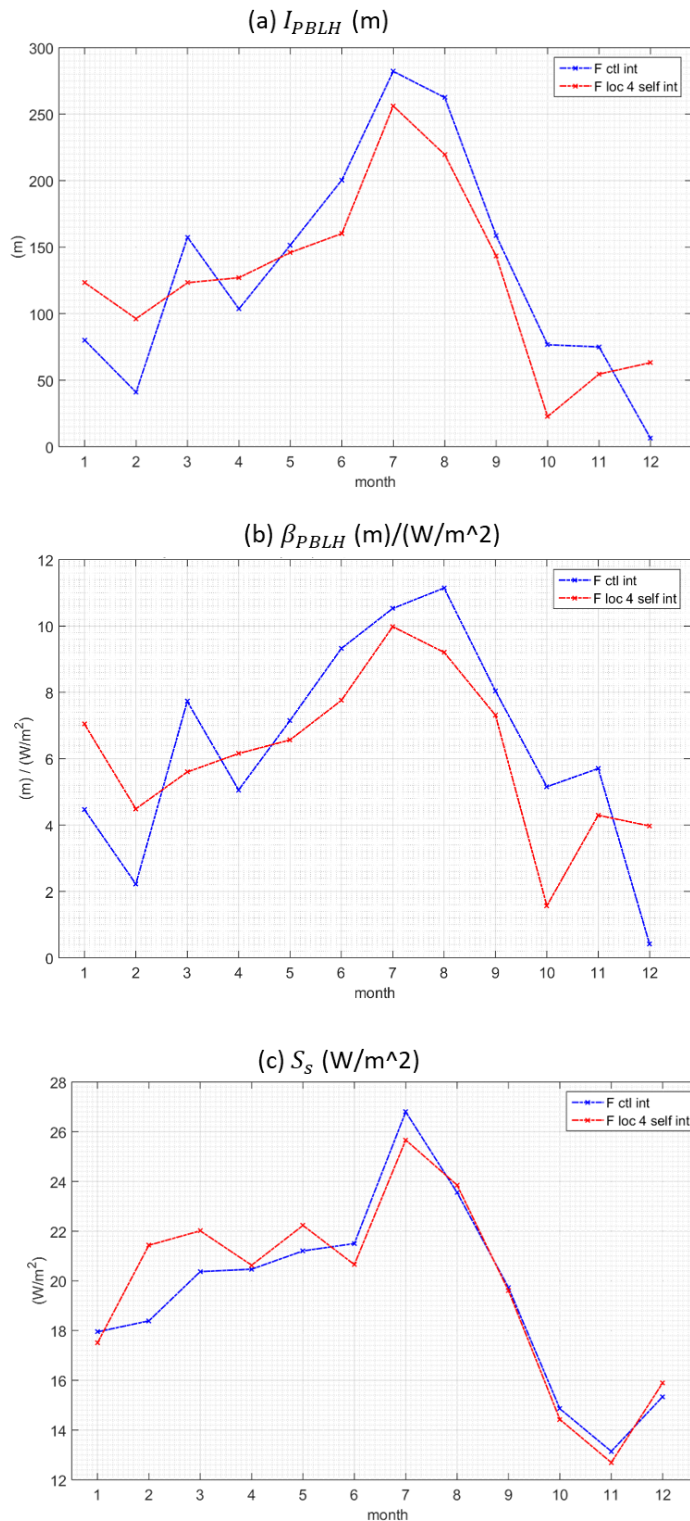 (a) I_PBLH (m)
300
250
200
150
100
50
0
(m)
F ctl int
F loc 4 self int
1 2 3 4 5 6 7 8 9 10 11 12
month
(b) β_PBLH (m)/(W/m^2)
12
10
8
6
4
2
0
(m) / (W/m²)
F ctl int
F loc 4 self int
1 2 3 4 5 6 7 8 9 10 11 12
month
(c) S_s (W/m^2)
28
26
24
22
20
18
16
14
12
(W/m²)
F ctl int
F loc 4 self int
1 2 3 4 5 6 7 8 9 10 11 12
month